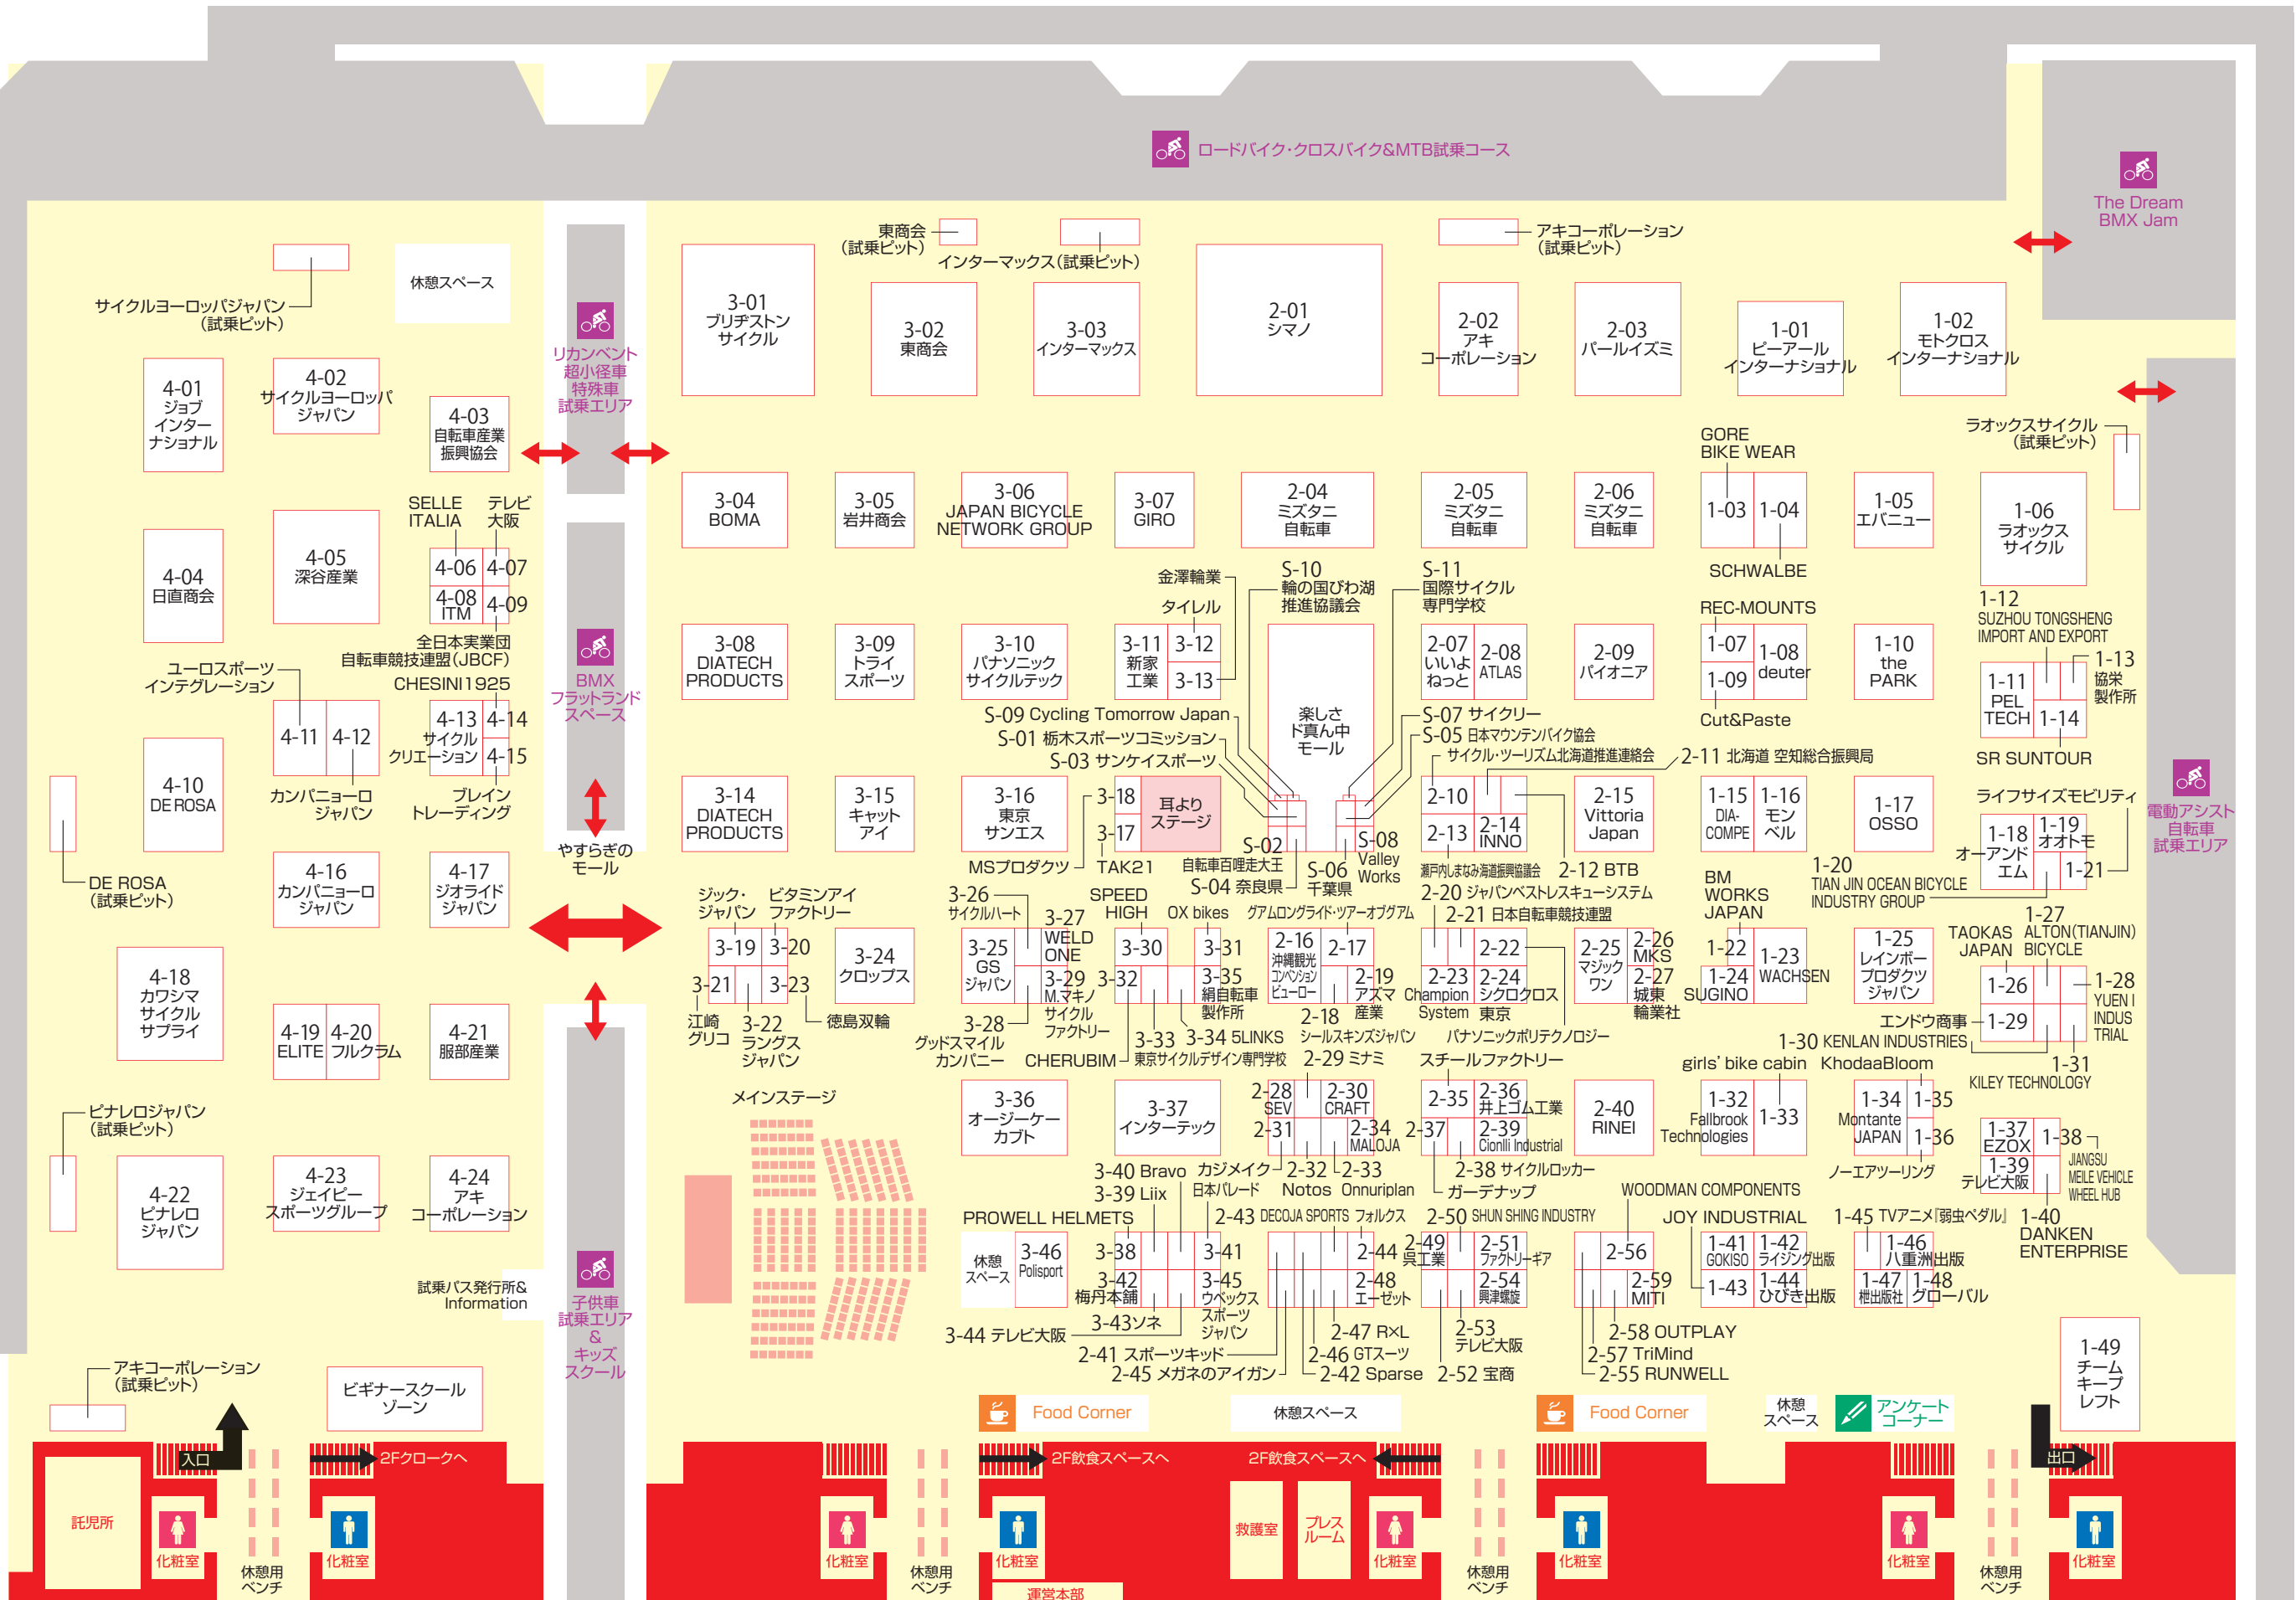 ロードバイク・クロスバイク&MTB試乗コース
The Dream
BMX Jam
東商会
(試乗ピット)
インターマックス(試乗ピット)
アキコーポレーション
(試乗ピット)
サイクルヨーロッパジャパン
(試乗ピット)
休憩スペース
リカンベント
超小径車
特殊車
試乗エリア
3-01
ブリヂストン
サイクル
3-02
東商会
3-03
インターマックス
2-01
シマノ
2-02
アキ
コーポレーション
2-03
パールイズミ
1-01
ピーアール
インターナショナル
1-02
モトクロス
インターナショナル
4-01
ジョブ
インター
ナショナル
4-02
サイクルヨーロッパ
ジャパン
4-03
自転車産業
振興協会
ラオックスサイクル
(試乗ピット)
GORE
BIKE WEAR
3-04
BOMA
3-05
岩井商会
3-06
JAPAN BICYCLE
NETWORK GROUP
3-07
GIRO
2-04
ミズタニ
自転車
2-05
ミズタニ
自転車
2-06
ミズタニ
自転車
1-03
1-04
SCHWALBE
1-05
エバニュー
1-06
ラオックス
サイクル
SELLE
ITALIA
テレビ
大阪
4-04
日直商会
4-05
深谷産業
4-06
4-07
4-08
ITM
4-09
全日本実業団
自転車競技連盟(JBCF)
BMX
フラットランド
スペース
金澤輪業
タイレル
S-10
輪の国びわ湖
推進協議会
S-11
国際サイクル
専門学校
REC-MOUNTS
1-12
SUZHOU TONGSHENG
IMPORT AND EXPORT
3-08
DIATECH
PRODUCTS
3-09
トライ
スポーツ
3-10
パナソニック
サイクルテック
3-11
新家
工業
3-12
3-13
楽しさ
ド真ん中
モール
2-07
いいよ
ねっと
2-08
ATLAS
2-09
パイオニア
1-07
1-08
deuter
1-09
Cut&Paste
1-10
the
PARK
1-11
PEL
TECH
1-13
協栄
製作所
1-14
SR SUNTOUR
ユーロスポーツ
インテグレーション
CHESINI1925
4-10
DE ROSA
4-11
4-12
カンパニョーロ
ジャパン
4-13
サイクル
クリエーション
4-14
4-15
ブレイン
トレーディング
S-09 Cycling Tomorrow Japan
S-01 栃木スポーツコミッション
S-03 サンケイスポーツ
S-07 サイクリー
S-05 日本マウンテンバイク協会
サイクル・ツーリズム北海道推進連絡会
2-11 北海道 空知総合振興局
3-14
DIATECH
PRODUCTS
3-15
キャット
アイ
3-16
東京
サンエス
3-18
3-17
MSプロダクツ
TAK21
耳より
ステージ
S-02
自転車百哩走大王
S-04 奈良県
S-06
千葉県
S-08
Valley
Works
2-10
2-13
2-14
INNO
瀬戸内しまなみ海道振興協議会
2-12 BTB
2-15
Vittoria
Japan
1-15
DIA-
COMPE
1-16
モン
ベル
1-17
OSSO
ライフサイズモビリティ
1-18
オーアンド
エム
1-19
オオトモ
1-20
TIAN JIN OCEAN BICYCLE
INDUSTRY GROUP
1-21
電動アシスト
自転車
試乗エリア
DE ROSA
(試乗ピット)
4-16
カンパニョーロ
ジャパン
4-17
ジオライド
ジャパン
やすらぎの
モール
ジック・
ジャパン
ビタミンアイ
ファクトリー
3-19
3-20
3-21
江崎
グリコ
3-22
ラングス
ジャパン
3-23
徳島双輪
3-24
クロップス
3-26
サイクルハート
3-25
GS
ジャパン
3-27
WELD
ONE
3-28
グッドスマイル
カンパニー
3-29
M.マキノ
サイクル
ファクトリー
SPEED
HIGH
OX bikes
3-30
3-31
3-32
CHERUBIM
3-33
東京サイクルデザイン専門学校
3-34 5LINKS
3-35
絹自転車
製作所
グアムロングライド・ツアーオブグアム
2-16
沖縄観光
コンベンション
ビューロー
2-17
2-18
シールスキンズジャパン
2-19
アズマ
産業
2-20 ジャパンベストレスキューシステム
2-21 日本自転車競技連盟
2-22
2-23
Champion
System
2-24
シクロクロス
東京
パナソニックポリテクノロジー
2-25
マジック
ワン
2-26
MKS
2-27
城東
輪業社
BM
WORKS
JAPAN
1-22
1-23
WACHSEN
1-24
SUGINO
1-25
レインボー
プロダクツ
ジャパン
TAOKAS
JAPAN
1-26
1-27
ALTON(TIANJIN)
BICYCLE
1-28
YUEN I
INDUS
TRIAL
エンドウ商事
1-29
1-30 KENLAN INDUSTRIES
1-31
KILEY TECHNOLOGY
4-18
カワシマ
サイクル
サプライ
4-19
ELITE
4-20
フルクラム
4-21
服部産業
ピナレロジャパン
(試乗ピット)
4-22
ピナレロ
ジャパン
4-23
ジェイピー
スポーツグループ
4-24
アキ
コーポレーション
メインステージ
3-36
オージーケー
カブト
3-37
インターテック
2-29 ミナミ
2-28
SEV
2-30
CRAFT
2-31
カジメイク
2-32
Notos
2-33
Onnuriplan
2-34
MALOJA
スチールファクトリー
2-35
2-36
井上ゴム工業
2-37
ガーデナップ
2-38 サイクルロッカー
2-39
Cionlli Industrial
2-40
RINEI
girls' bike cabin
1-32
Fallbrook
Technologies
1-33
KhodaaBloom
1-34
Montante
JAPAN
1-35
1-36
ノーエアツーリング
1-37
EZOX
1-38
JIANGSU
MEILE VEHICLE
WHEEL HUB
1-39
テレビ大阪
1-40
DANKEN
ENTERPRISE
3-40 Bravo
3-39 Liix
日本パレード
PROWELL HELMETS
休憩
スペース
3-46
Polisport
3-38
3-41
3-42
梅丹本舗
3-43ソネ
3-44 テレビ大阪
3-45
ウベックス
スポーツ
ジャパン
2-43 DECOJA SPORTS
フォルクス
2-44
2-48
エーゼット
2-47 R×L
2-41 スポーツキッド
2-46 GTスーツ
2-45 メガネのアイガン
2-42 Sparse
2-50 SHUN SHING INDUSTRY
2-49
呉工業
2-51
ファクトリーギア
2-54
興津螺旋
2-53
テレビ大阪
2-52 宝商
WOODMAN COMPONENTS
2-56
2-59
MITI
2-58 OUTPLAY
2-57 TriMind
2-55 RUNWELL
JOY INDUSTRIAL
1-41
GOKISO
1-42
ライジング出版
1-43
1-44
ひびき出版
1-45 TVアニメ『弱虫ペダル』
1-46
八重洲出版
1-47
枻出版社
1-48
グローバル
1-49
チーム
キープ
レフト
試乗パス発行所&
Information
子供車
試乗エリア
&
キッズ
スクール
アキコーポレーション
(試乗ピット)
ビギナースクール
ゾーン
Food Corner
休憩スペース
Food Corner
休憩
スペース
アンケート
コーナー
入口
2Fクロークへ
2F飲食スペースへ
2F飲食スペースへ
出口
託児所
化粧室
休憩用
ベンチ
化粧室
化粧室
休憩用
ベンチ
化粧室
運営本部
救護室
プレス
ルーム
化粧室
休憩用
ベンチ
化粧室
化粧室
休憩用
ベンチ
化粧室